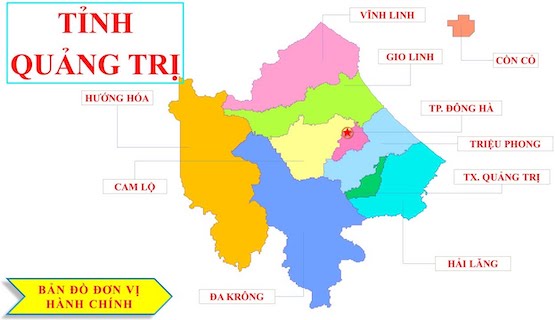 TỈNH
QUẢNG TRỊ
VĨNH LINH
GIO LINH
CỒN CỎ
HƯỚNG HÓA
TP. ĐÔNG HÀ
TRIỆU PHONG
TX. QUẢNG TRỊ
CAM LỘ
HẢI LĂNG
ĐA KRÔNG
BẢN ĐỒ ĐƠN VỊ
HÀNH CHÍNH